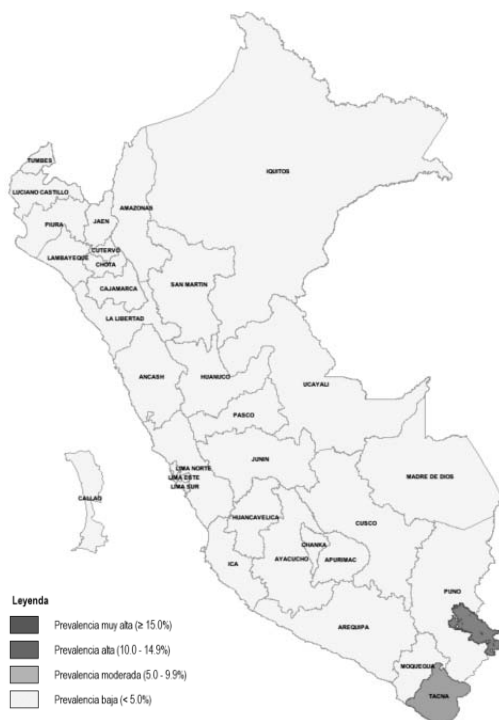 TUMBES
LUCIANO CASTILLO
PIURA
JAEN
AMAZONAS
IQUITOS
LAMBAYEQUE
CUTERVO
CHOTA
CAJAMARCA
SAN MARTIN
LA LIBERTAD
ANCASH
HUANUCO
UCAYALI
PASCO
LIMA NORTE
LIMA ESTE
LIMA SUR
JUNIN
MADRE DE DIOS
CALLAO
HUANCAVELICA
CUSCO
CHANKA
ICA
AYACUCHO
APURIMAC
PUNO
AREQUIPA
MOQUEGUA
TACNA
Leyenda
Prevalencia muy alta (≥ 15.0%)
Prevalencia alta (10.0 - 14.9%)
Prevalencia moderada (5.0 - 9.9%)
Prevalencia baja (< 5.0%)